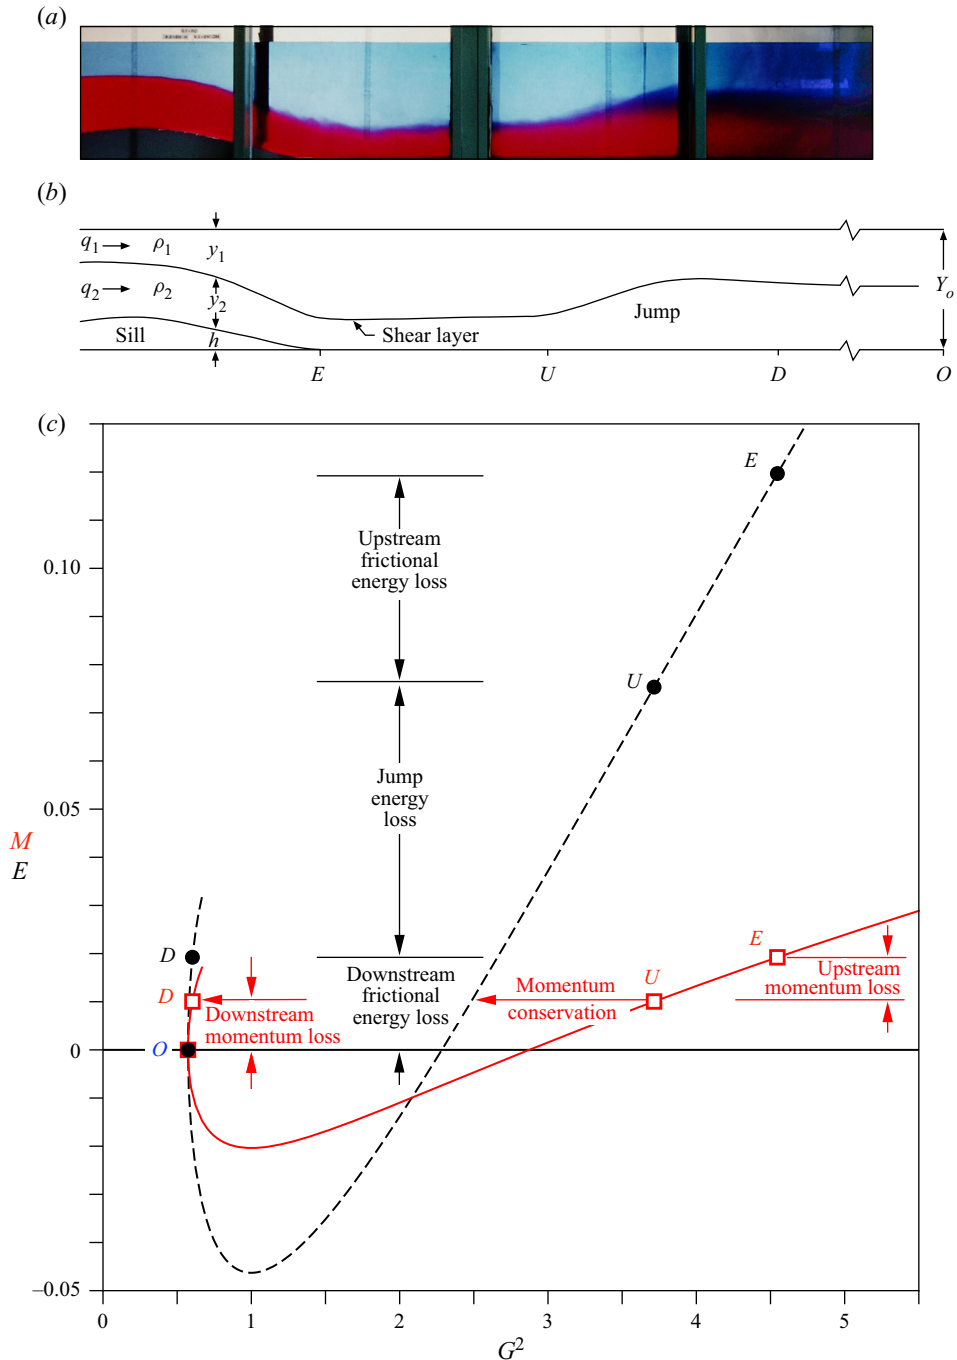 (a)
(b)
q1 ρ1 y1
q2 ρ2 y2
Yo
Sill h
Shear layer
Jump
E U D O
(c)
E
Upstream
frictional
energy loss
0.10
U
Jump
energy
loss
0.05
M
E
D
D
Downstream
momentum loss
Downstream
frictional
energy loss
Momentum
conservation
U
E
Upstream
momentum loss
0
O
–0.05
0 1 2 3 4 5
G2